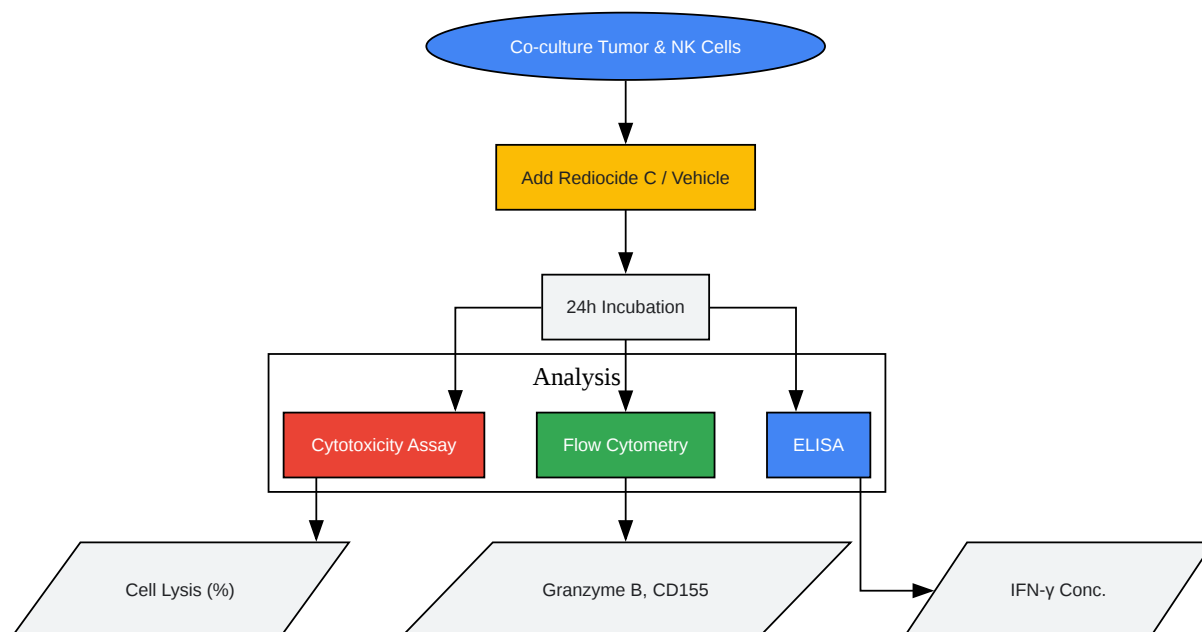 Co-culture Tumor & NK Cells
Add Rediocide C / Vehicle
24h Incubation
Analysis
Cytotoxicity Assay
Flow Cytometry
ELISA
Cell Lysis (%)
Granzyme B, CD155
IFN-γ Conc.